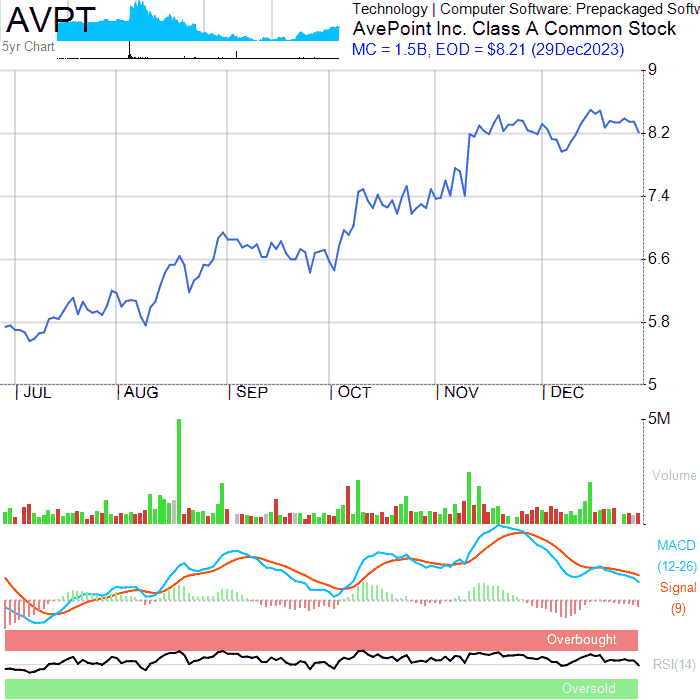 AVPT
Technology | Computer Software: Prepackaged Softw
AvePoint Inc. Class A Common Stock
5yr Chart
MC = 1.5B, EOD = $8.21 (29Dec2023)
9
8.2
7.4
6.6
5.8
5
| JUL | AUG | SEP | OCT | NOV | DEC
5M
Volume
MACD
(12-26)
Signal
(9)
Overbought
RSI(14)
Oversold